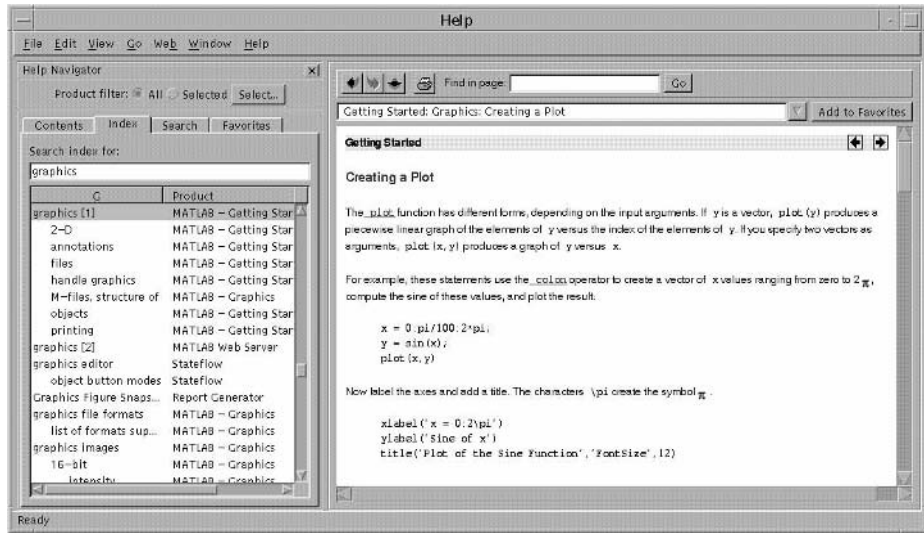 Help
File Edit View Go Web Window Help
Help Navigator
Product filter: All Selected Select...
Contents Index Search Favorites
Search index for:
graphics
G Product
graphics [1] MATLAB - Getting Star
2-D MATLAB - Getting Star
annotations MATLAB - Getting Star
files MATLAB - Getting Star
handle graphics MATLAB - Getting Star
M-files, structure of MATLAB - Graphics
objects MATLAB - Getting Star
printing MATLAB - Getting Star
graphics [2] MATLAB Web Server
graphics editor Stateflow
object button modes Stateflow
Graphics Figure Snaps... Report Generator
graphics file formats MATLAB - Graphics
list of formats sup... MATLAB - Graphics
graphics images MATLAB - Graphics
16-bit MATLAB - Graphics
intensity MATLAB - Graphics
Ready
Find in page: Go
Getting Started: Graphics: Creating a Plot Add to Favorites
Getting Started
Creating a Plot
The plot function has different forms, depending on the input arguments. If y is a vector, plot(y) produces a
piecewise linear graph of the elements of y versus the index of the elements of y. If you specify two vectors as
arguments, plot(x,y) produces a graph of y versus x.
For example, these statements use the colon operator to create a vector of x values ranging from zero to 2π,
compute the sine of these values, and plot the result:
x = 0:pi/100:2*pi;
y = sin(x);
plot(x,y)
Now label the axes and add a title. The characters \pi create the symbol π.
xlabel('x = 0:2\pi')
ylabel('Sine of x')
title('Plot of the Sine Function','FontSize',12)